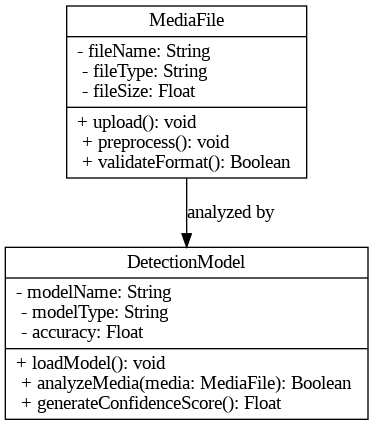 MediaFile
- fileName: String
- fileType: String
- fileSize: Float
+ upload(): void
+ preprocess(): void
+ validateFormat(): Boolean
analyzed by
DetectionModel
- modelName: String
- modelType: String
- accuracy: Float
+ loadModel(): void
+ analyzeMedia(media: MediaFile): Boolean
+ generateConfidenceScore(): Float